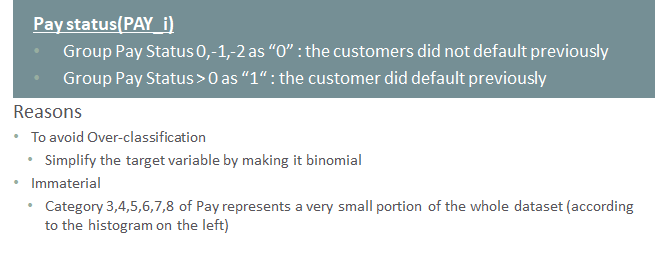 Pay status(PAY_i)
• Group Pay Status 0,-1,-2 as “0” : the customers did not default previously
• Group Pay Status > 0 as “1“ : the customer did default previously
Reasons
• To avoid Over-classification
• Simplify the target variable by making it binomial
• Immaterial
• Category 3,4,5,6,7,8 of Pay represents a very small portion of the whole dataset (according
to the histogram on the left)